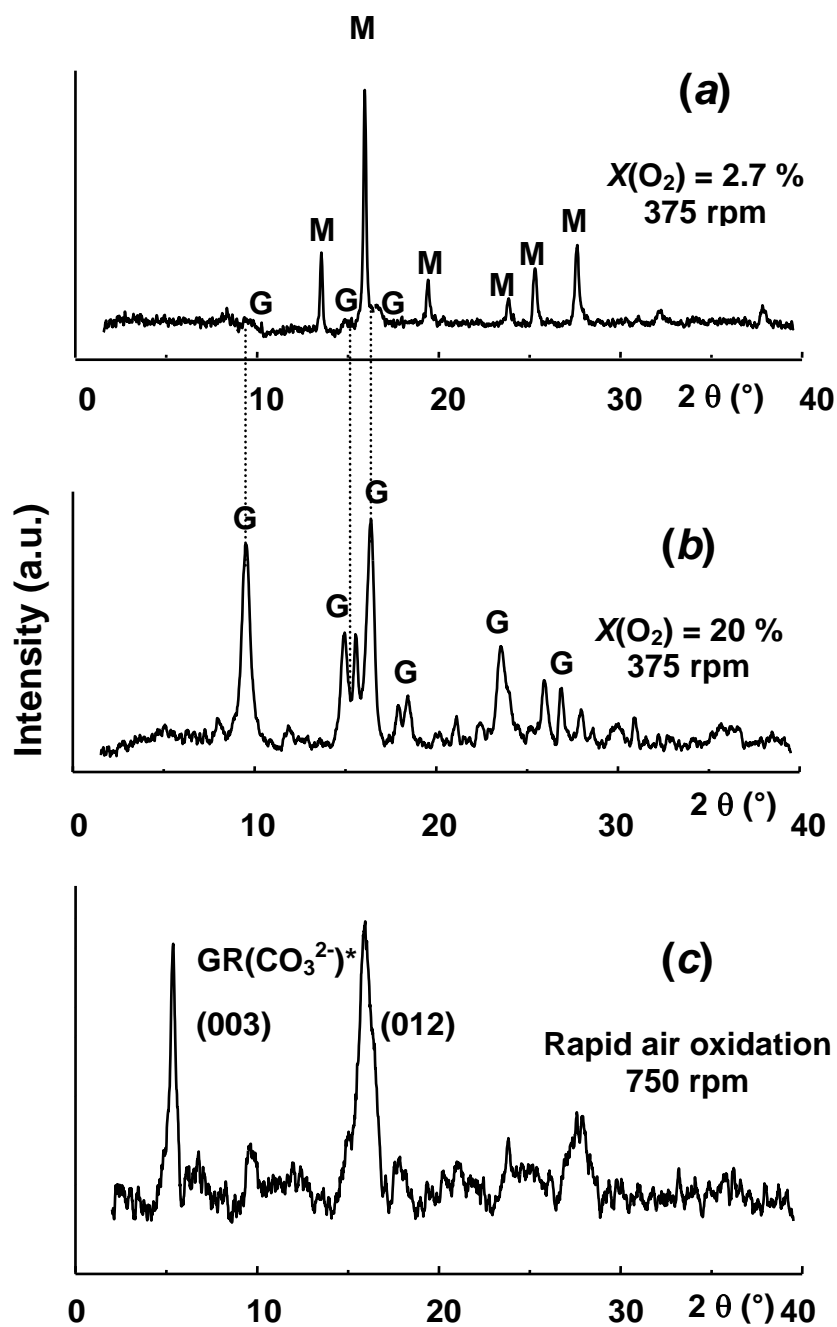 M
(a)
X(O₂) = 2.7 %
375 rpm
M
M
M
M
M
G
G
G
0
10
20
30
2 θ (°)
40
(b)
X(O₂) = 20 %
375 rpm
G
G
G
G
G
G
0
10
20
30
2 θ (°)
40
Intensity (a.u.)
(c)
GR(CO₃²⁻)*
(003)
(012)
Rapid air oxidation
750 rpm
0
10
20
30
2 θ (°)
40